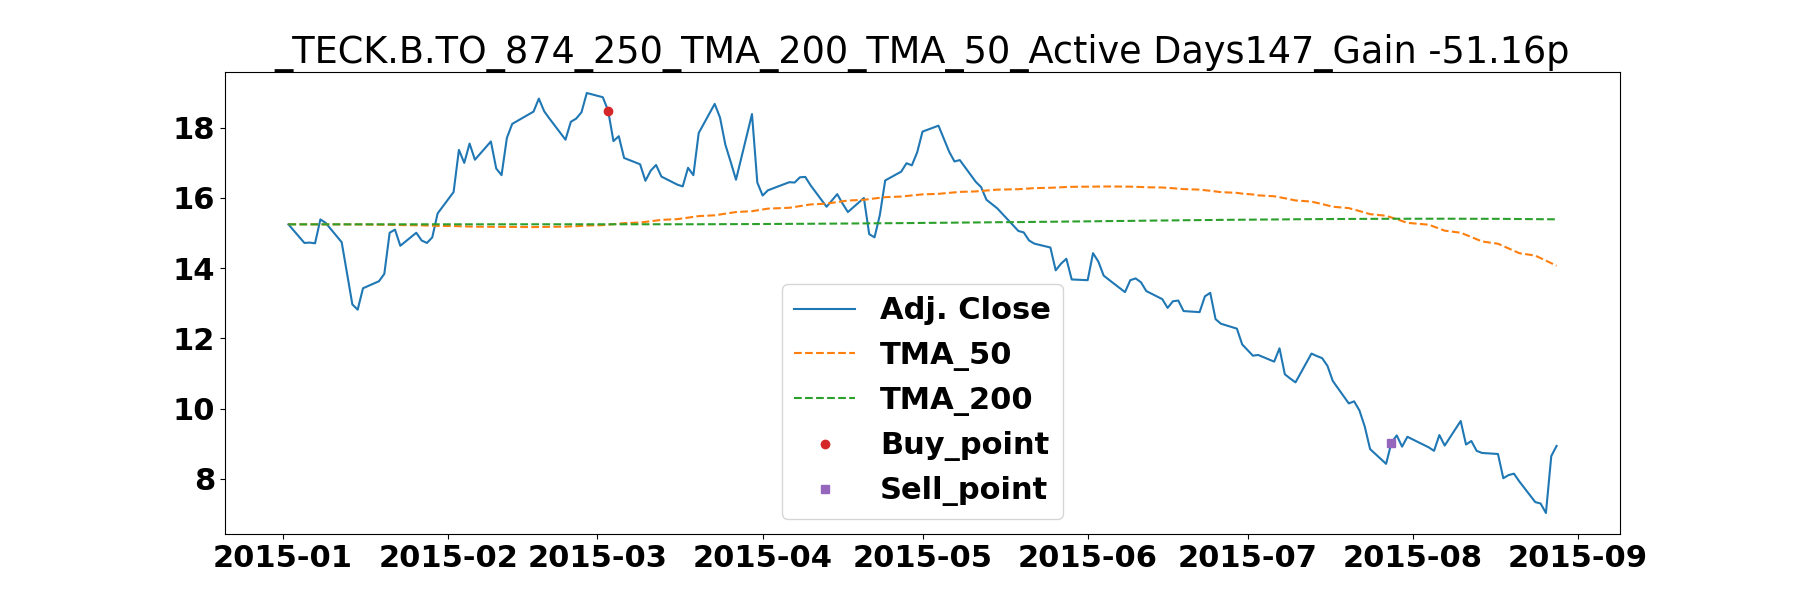 _TECK.B.TO_874_250_TMA_200_TMA_50_Active Days147_Gain -51.16p
18
16
14
12
10
8
Adj. Close
TMA_50
TMA_200
Buy_point
Sell_point
2015-01 2015-02 2015-03 2015-04 2015-05 2015-06 2015-07 2015-08 2015-09